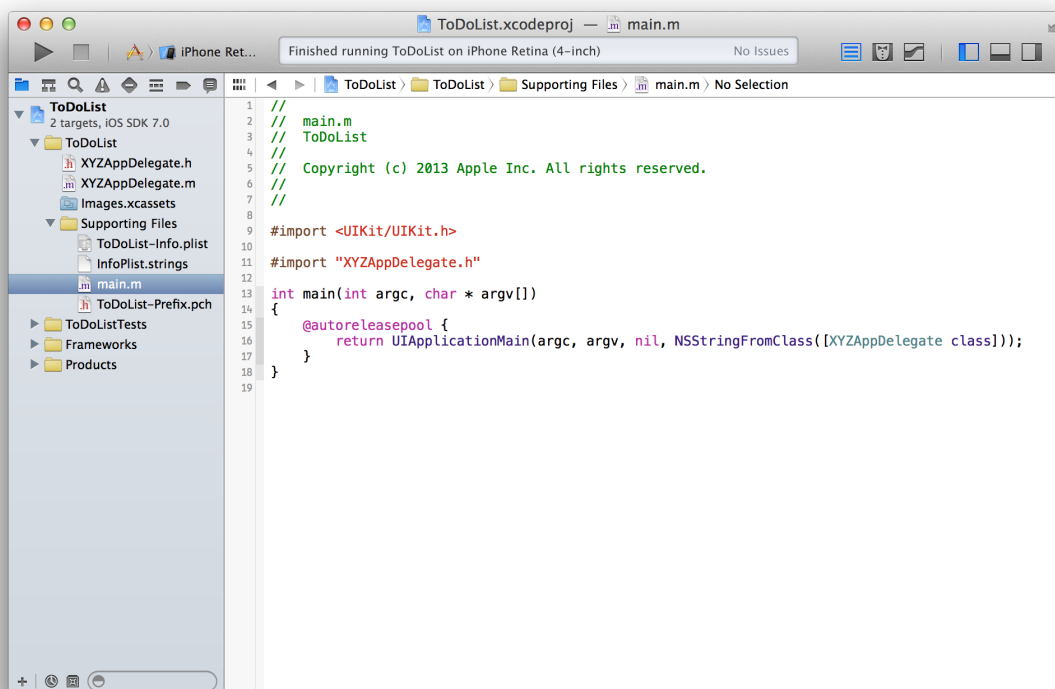 ToDoList.xcodeproj — main.m
iPhone Ret...
Finished running ToDoList on iPhone Retina (4-inch)
No Issues
ToDoList
2 targets, iOS SDK 7.0
ToDoList
XYZAppDelegate.h
XYZAppDelegate.m
Images.xcassets
Supporting Files
ToDoList-Info.plist
InfoPlist.strings
main.m
ToDoList-Prefix.pch
ToDoListTests
Frameworks
Products
ToDoList ToDoList Supporting Files main.m No Selection
1 //
2 //  main.m
3 //  ToDoList
4 //
5 //  Copyright (c) 2013 Apple Inc. All rights reserved.
6 //
7 //
8
9 #import <UIKit/UIKit.h>
10
11 #import "XYZAppDelegate.h"
12
13 int main(int argc, char * argv[])
14 {
15     @autoreleasepool {
16         return UIApplicationMain(argc, argv, nil, NSStringFromClass([XYZAppDelegate class]));
17     }
18 }
19